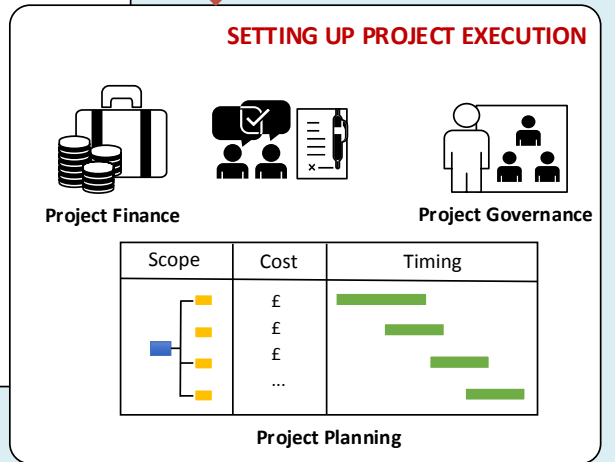 SETTING UP PROJECT EXECUTION
Project Finance
Project Governance
Scope Cost Timing
£
£
£
...
Project Planning